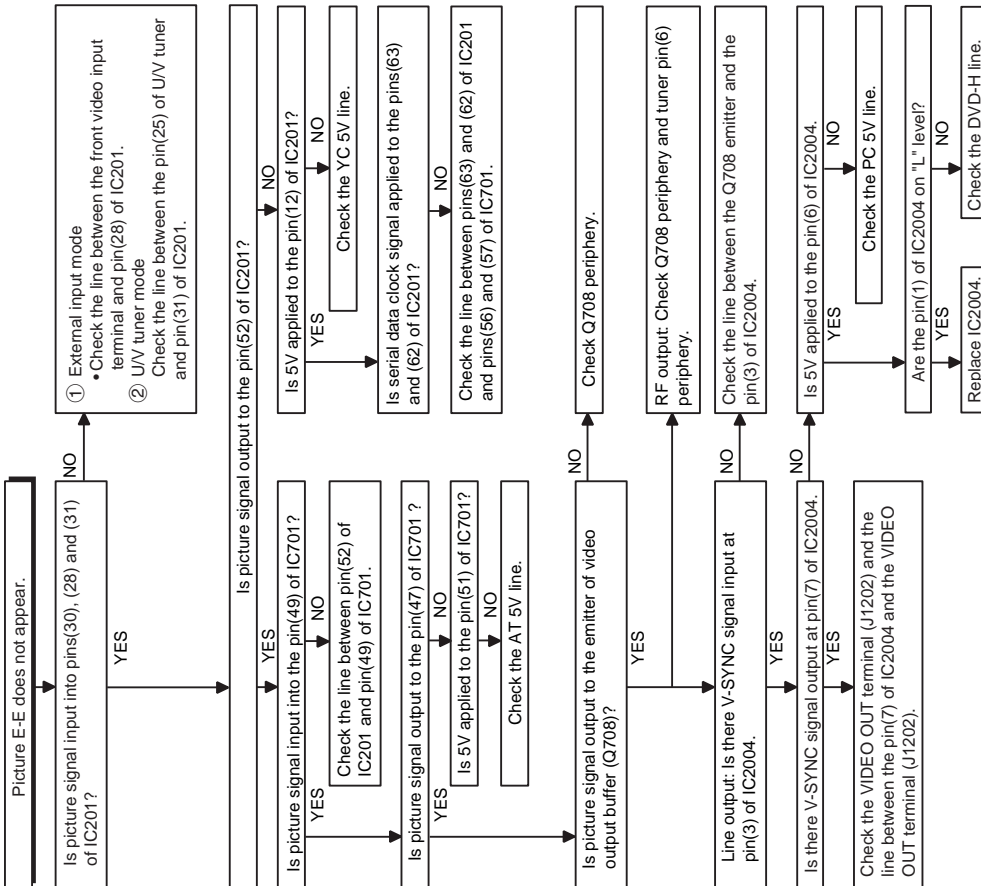 Picture E-E does not appear.
Is picture signal input into pins(30), (28) and (31)
of IC201?
NO
① External input mode
• Check the line between the front video input
terminal and pin(28) of IC201.
② U/V tuner mode
Check the line between the pin(25) of U/V tuner
and pin(31) of IC201.
YES
Is picture signal output to the pin(52) of IC201?
YES
NO
Is picture signal input into the pin(49) of IC701?
YES
NO
Check the line between pin(52) of
IC201 and pin(49) of IC701.
Is 5V applied to the pin(12) of IC201?
YES
NO
Check the YC 5V line.
Is serial data clock signal applied to the pins(63)
and (62) of IC201?
NO
Check the line between pins(63) and (62) of IC201
and pins(56) and (57) of IC701.
Is picture signal output to the pin(47) of IC701 ?
YES
NO
Is 5V applied to the pin(51) of IC701?
NO
Check the AT 5V line.
Is picture signal output to the emitter of video
output buffer (Q708)?
NO
Check Q708 periphery.
YES
RF output: Check Q708 periphery and tuner pin(6)
periphery.
Line output: Is there V-SYNC signal input at
pin(3) of IC2004.
NO
Check the line between the Q708 emitter and the
pin(3) of IC2004.
YES
Is there V-SYNC signal output at pin(7) of IC2004.
NO
Is 5V applied to the pin(6) of IC2004.
YES
Check the VIDEO OUT terminal (J1202) and the
line between the pin(7) of IC2004 and the VIDEO
OUT terminal (J1202).
YES
NO
Check the PC 5V line.
Are the pin(1) of IC2004 on "L" level?
YES
NO
Replace IC2004.
Check the DVD-H line.